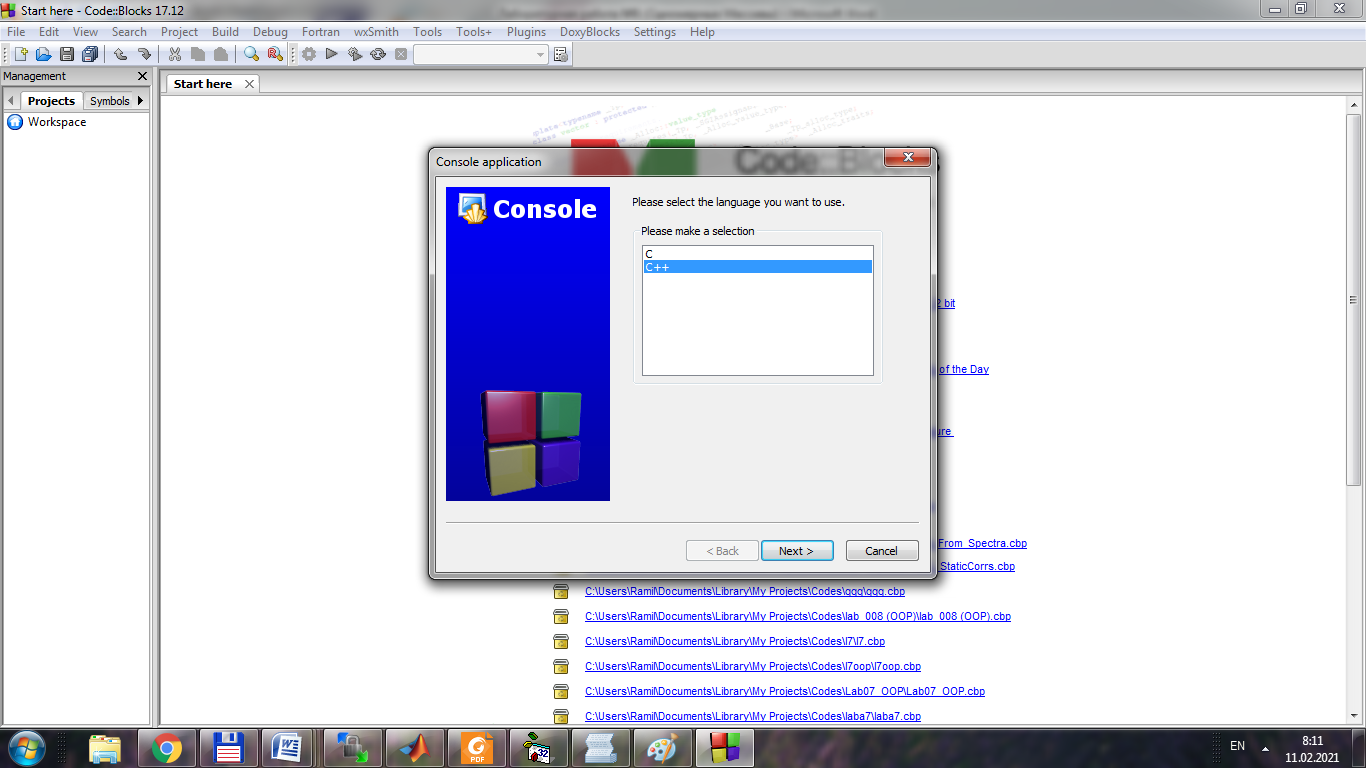 Start here - Code::Blocks 17.12
File Edit View Search Project Build Debug Fortran wxSmith Tools Tools+ Plugins DoxyBlocks Settings Help
Management
Start here
Projects Symbols
Workspace
Code::Blocks
Console application
Console
Please select the language you want to use.
Please make a selection
C
C++
2 bit
of the Day
ure
< Back Next > Cancel
From_Spectra.cbp
StaticCorrs.cbp
C:\Users\Ramil\Documents\Library\My Projects\Codes\qqq\qqq.cbp
C:\Users\Ramil\Documents\Library\My Projects\Codes\lab_008 (OOP)\lab_008 (OOP).cbp
C:\Users\Ramil\Documents\Library\My Projects\Codes\l7\l7.cbp
C:\Users\Ramil\Documents\Library\My Projects\Codes\l7oop\l7oop.cbp
C:\Users\Ramil\Documents\Library\My Projects\Codes\Lab07_OOP\Lab07_OOP.cbp
C:\Users\Ramil\Documents\Library\My Projects\Codes\laba7\laba7.cbp
PDF
32
EN
8:11
11.02.2021